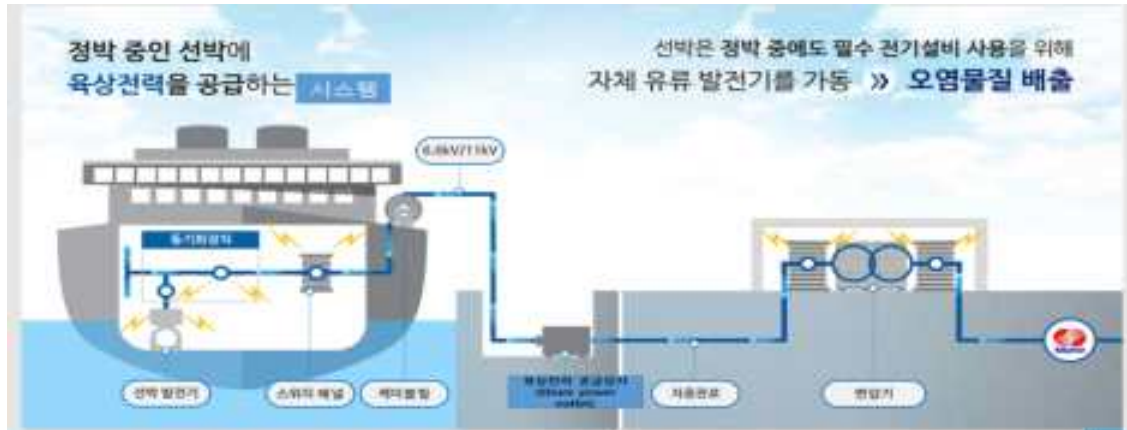 정박 중인 선박에
육상전력을 공급하는 시스템
선박은 정박 중에도 필수 전기설비 사용을 위해
자체 유류 발전기를 가동 » 오염물질 배출
6.6kV/11kV
동기화장치
선박 발전기
스위치 패널
케이블릴
육상전력 공급장치
(Shore power outlet)
지중관로
변압기